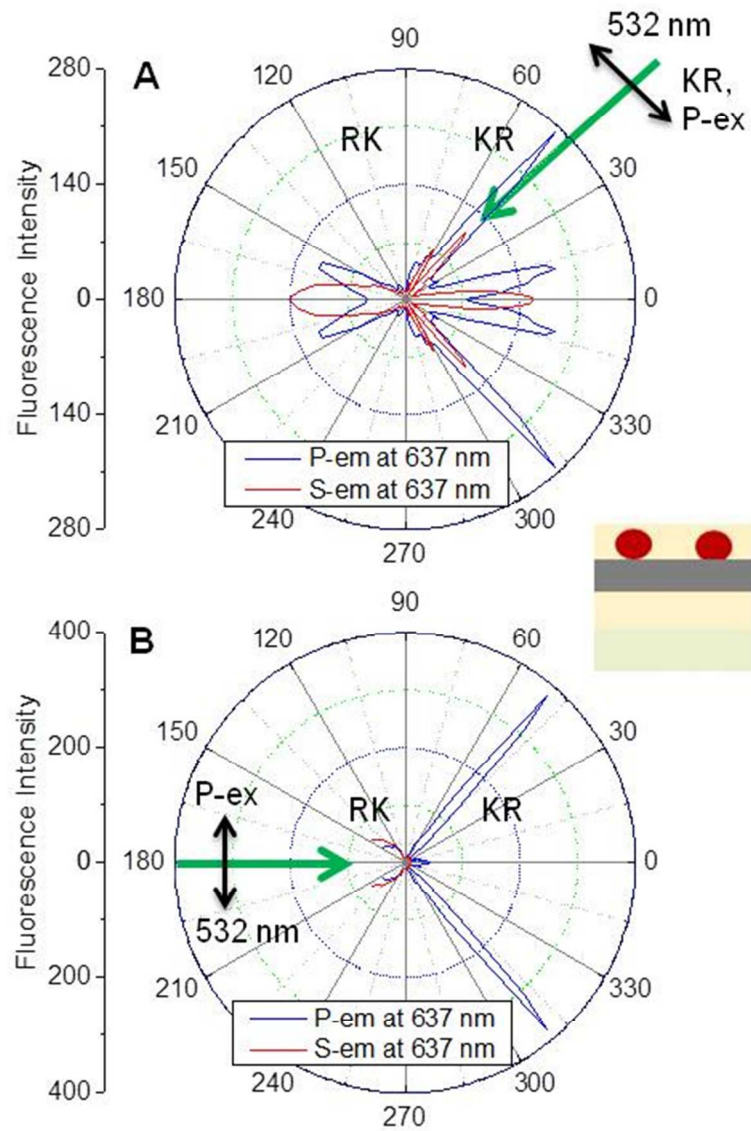 A
532 nm
KR,
P-ex
RK
KR
90
60
30
0
330
300
270
240
210
180
150
120
280
140
0
140
280
Fluorescence Intensity
P-em at 637 nm
S-em at 637 nm
B
P-ex
532 nm
RK
KR
90
60
30
0
330
300
270
240
210
180
150
120
400
200
0
200
400
Fluorescence Intensity
P-em at 637 nm
S-em at 637 nm